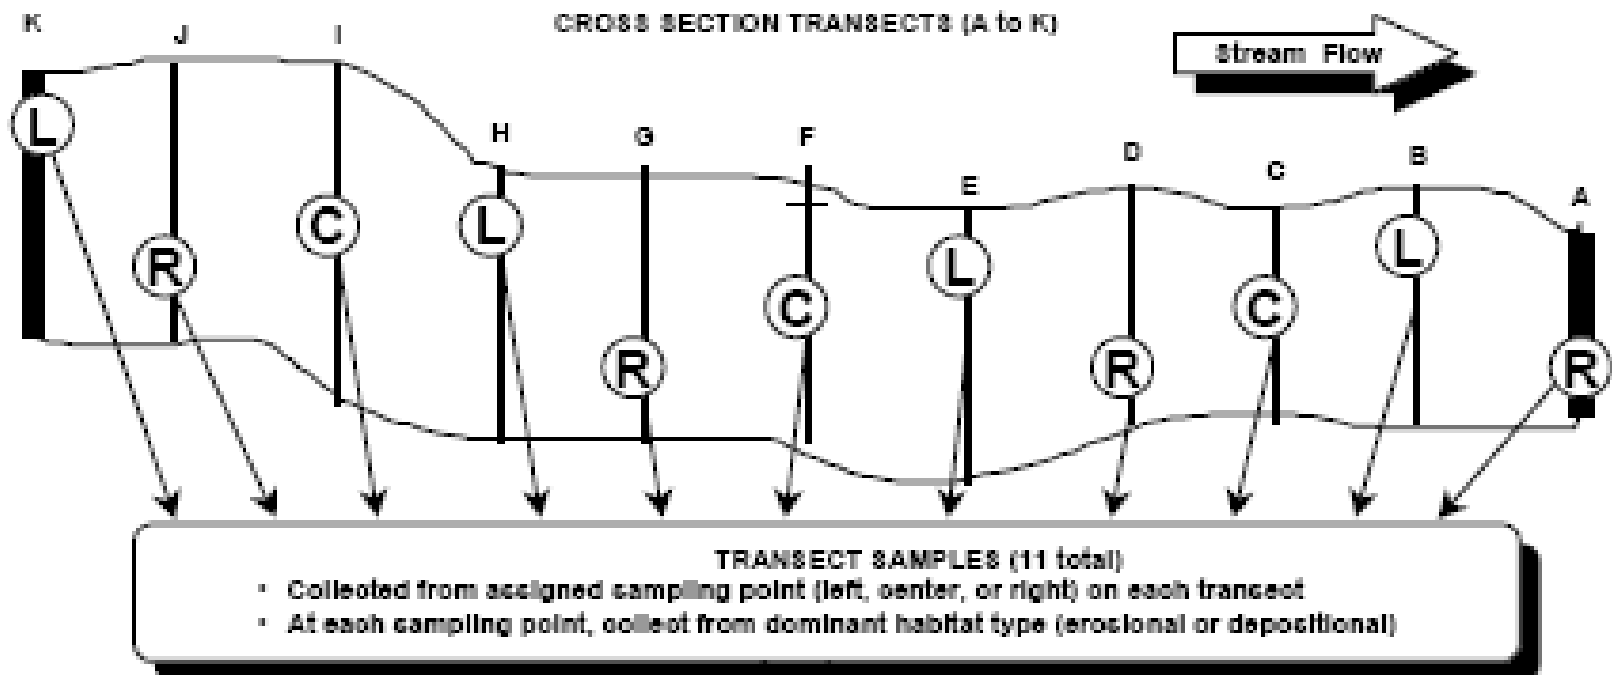 CROSS SECTION TRANSECTS (A to K)
Stream Flow
K
J
I
H
G
F
E
D
C
B
A
L
R
C
L
R
C
L
R
C
L
R
TRANSECT SAMPLES (11 total)
• Collected from assigned sampling point (left, center, or right) on each transect
• At each sampling point, collect from dominant habitat type (erosional or depositional)